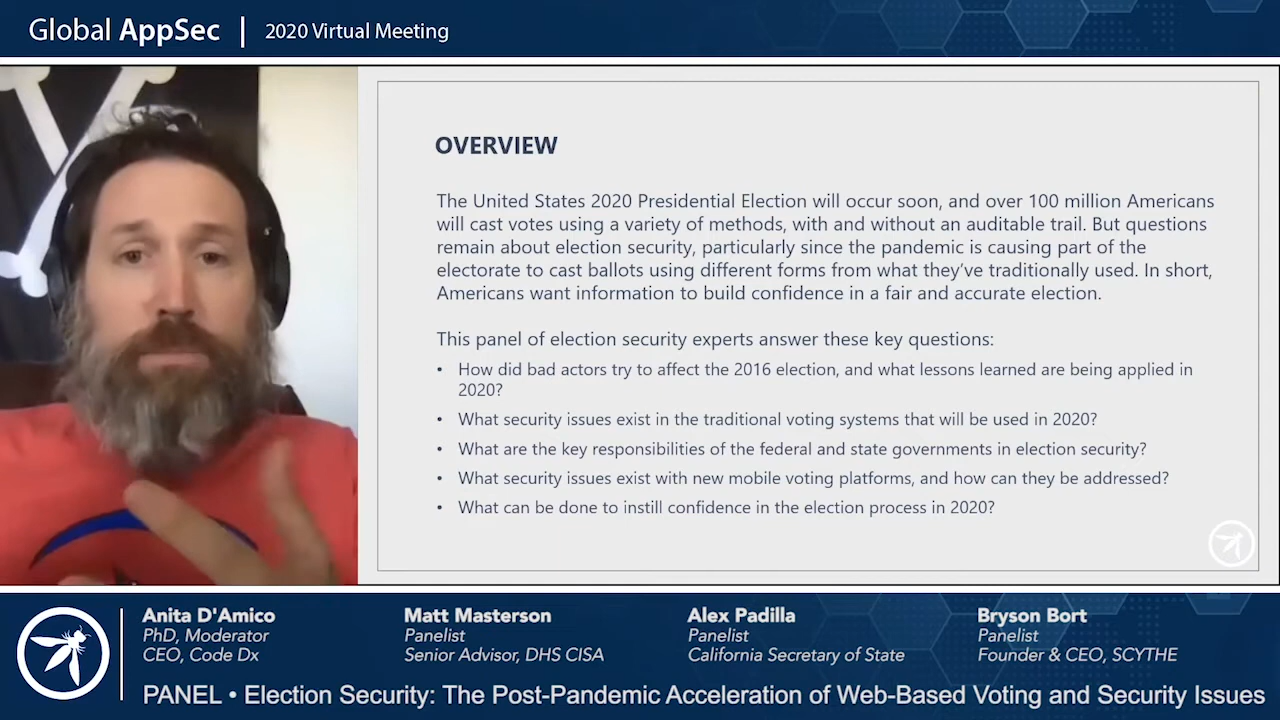 Global AppSec | 2020 Virtual Meeting
OVERVIEW
The United States 2020 Presidential Election will occur soon, and over 100 million Americans
will cast votes using a variety of methods, with and without an auditable trail. But questions
remain about election security, particularly since the pandemic is causing part of the
electorate to cast ballots using different forms from what they’ve traditionally used. In short,
Americans want information to build confidence in a fair and accurate election.
This panel of election security experts answer these key questions:
• How did bad actors try to affect the 2016 election, and what lessons learned are being applied in
2020?
• What security issues exist in the traditional voting systems that will be used in 2020?
• What are the key responsibilities of the federal and state governments in election security?
• What security issues exist with new mobile voting platforms, and how can they be addressed?
• What can be done to instill confidence in the election process in 2020?
Anita D'Amico
PhD, Moderator
CEO, Code Dx
Matt Masterson
Panelist
Senior Advisor, DHS CISA
Alex Padilla
Panelist
California Secretary of State
Bryson Bort
Panelist
Founder & CEO, SCYTHE
PANEL • Election Security: The Post-Pandemic Acceleration of Web-Based Voting and Security Issues